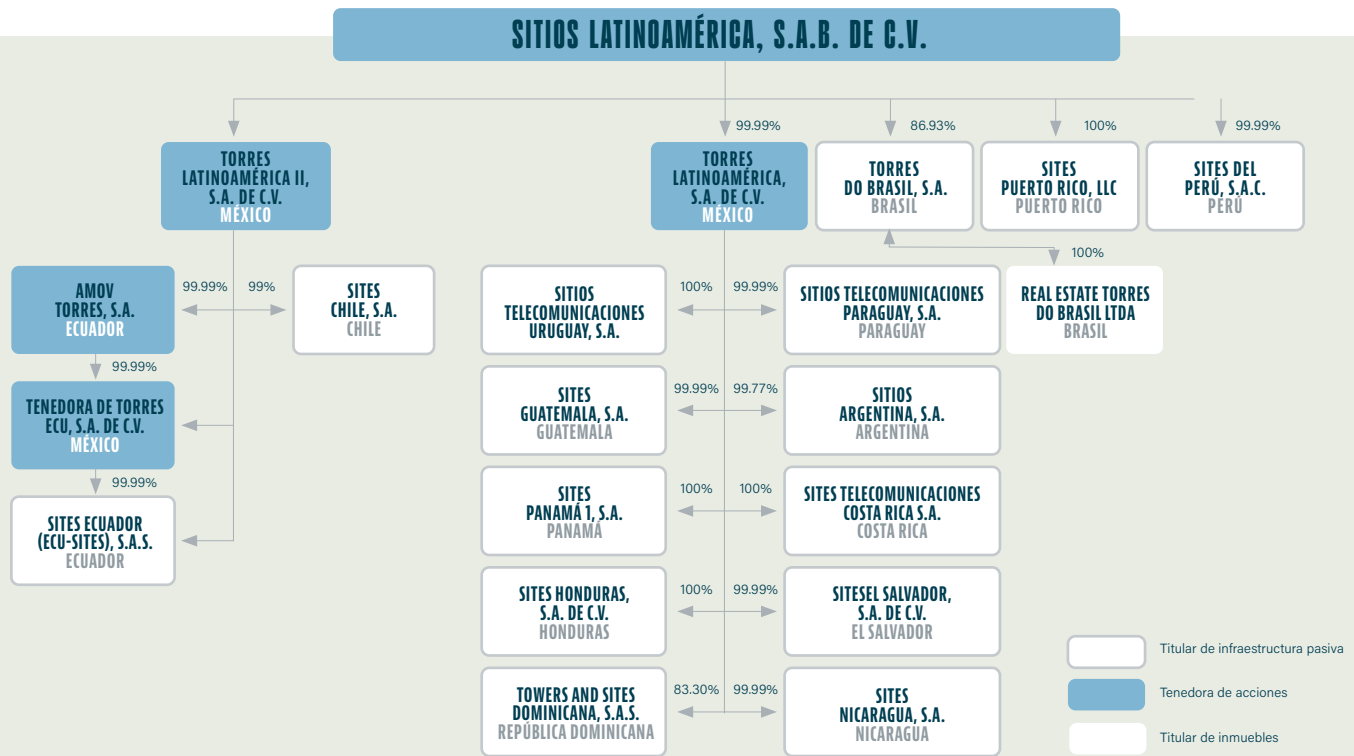 SITIOS LATINOAMÉRICA, S.A.B. DE C.V.
99.99%
86.93%
100%
99.99%
TORRES
LATINOAMÉRICA II,
S.A. DE C.V.
MÉXICO
TORRES
LATINOAMÉRICA,
S.A. DE C.V.
MÉXICO
TORRES
DO BRASIL, S.A.
BRASIL
SITES
PUERTO RICO, LLC
PUERTO RICO
SITES DEL
PERÚ, S.A.C.
PERÚ
100%
AMOV
TORRES, S.A.
ECUADOR
99.99%
99%
SITES
CHILE, S.A.
CHILE
SITIOS
TELECOMUNICACIONES
URUGUAY, S.A.
100%
99.99%
SITIOS TELECOMUNICACIONES
PARAGUAY, S.A.
PARAGUAY
REAL ESTATE TORRES
DO BRASIL LTDA
BRASIL
99.99%
TENEDORA DE TORRES
ECU, S.A. DE C.V.
MÉXICO
SITES
GUATEMALA, S.A.
GUATEMALA
99.99%
99.77%
SITIOS
ARGENTINA, S.A.
ARGENTINA
99.99%
SITES ECUADOR
(ECU-SITES), S.A.S.
ECUADOR
SITES
PANAMÁ 1, S.A.
PANAMÁ
100%
100%
SITES TELECOMUNICACIONES
COSTA RICA S.A.
COSTA RICA
SITES HONDURAS,
S.A. DE C.V.
HONDURAS
100%
99.99%
SITESEL SALVADOR,
S.A. DE C.V.
EL SALVADOR
TOWERS AND SITES
DOMINICANA, S.A.S.
REPÚBLICA DOMINICANA
83.30%
99.99%
SITES
NICARAGUA, S.A.
NICARAGUA
Titular de infraestructura pasiva
Tenedora de acciones
Titular de inmuebles